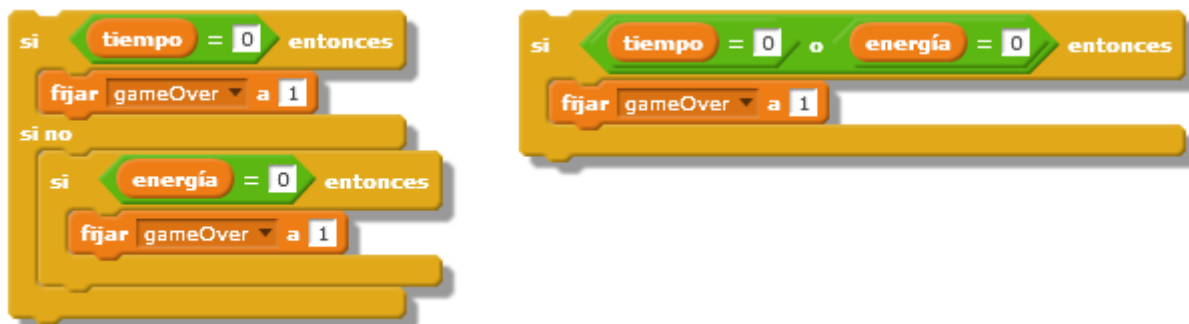 si tiempo = 0 entonces
fijar gameOver a 1
si no
si energía = 0 entonces
fijar gameOver a 1
si tiempo = 0 o energía = 0 entonces
fijar gameOver a 1